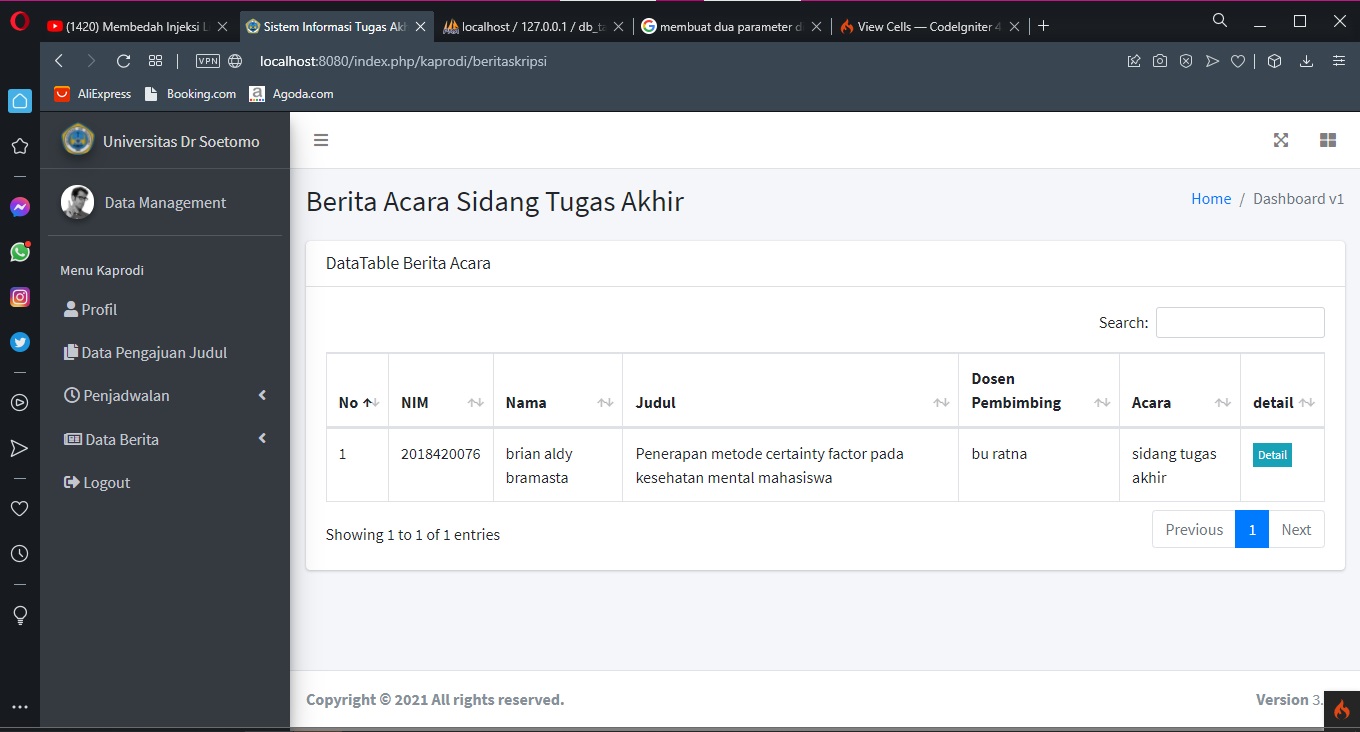 (1420) Membedah Injeksi L
Sistem Informasi Tugas Akh
localhost / 127.0.0.1 / db_ta
membuat dua parameter d
View Cells — CodeIgniter 4
VPN
localhost:8080/index.php/kaprodi/beritaskripsi
AliExpress
Booking.com
a
Agoda.com
Universitas Dr Soetomo
Data Management
Menu Kaprodi
Profil
Data Pengajuan Judul
Penjadwalan
Data Berita
Logout
Berita Acara Sidang Tugas Akhir
Home / Dashboard v1
DataTable Berita Acara
Search:
No NIM Nama Judul Dosen Pembimbing Acara detail
1 2018420076 brian aldy bramasta Penerapan metode certainty factor pada kesehatan mental mahasiswa bu ratna sidang tugas akhir Detail
Showing 1 to 1 of 1 entries
Previous 1 Next
Copyright © 2021 All rights reserved.
Version 3.